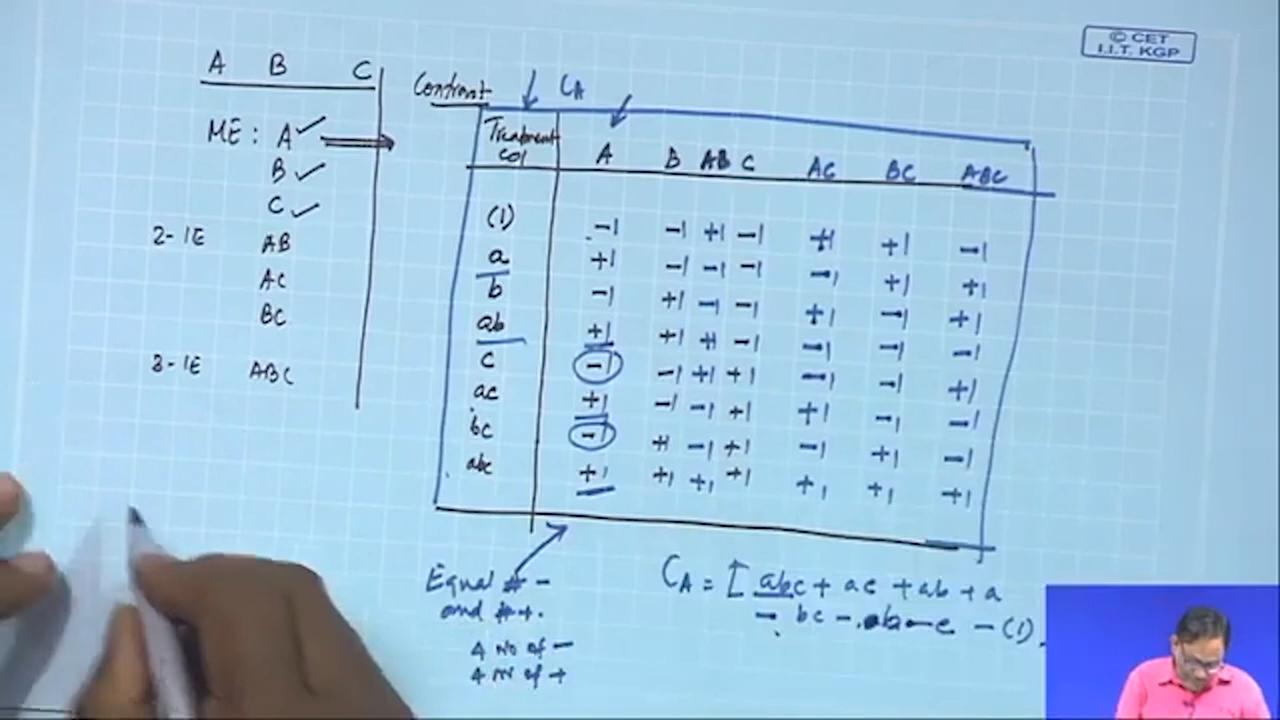 © CET
I.I.T. KGP
A B C
ME: A
B
C
2-IE AB
AC
BC
3-IE ABC
Contrast C_A
Treatment col A B AB C AC BC ABC
(1) -1 -1 +1 -1 +1 +1 -1
a +1 -1 -1 -1 -1 +1 +1
b -1 +1 -1 -1 +1 -1 +1
ab +1 +1 +1 -1 -1 -1 -1
c -1 -1 +1 +1 -1 -1 +1
ac +1 -1 -1 +1 +1 -1 -1
bc -1 +1 -1 +1 -1 +1 -1
abc +1 +1 +1 +1 +1 +1 +1
Equal # -
and # +.
4 No of -
4 No of +
C_A = [ abc + ac + ab + a
- bc - b - c - (1)